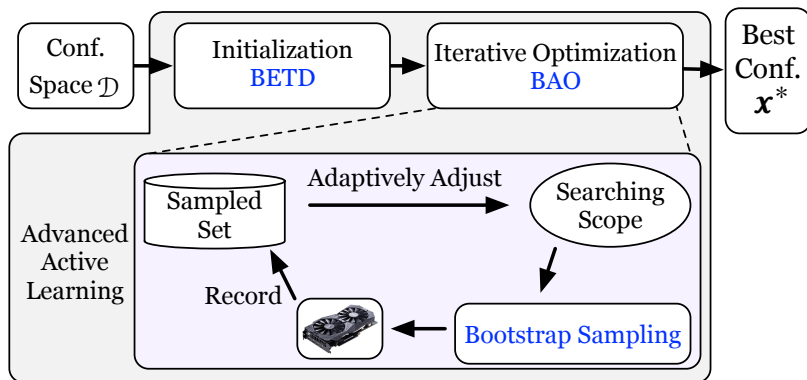 Conf.
Space 𝒟
Initialization
BETD
Iterative Optimization
BAO
Best
Conf.
x*
Advanced
Active
Learning
Sampled
Set
Adaptively Adjust
Searching
Scope
Record
Bootstrap Sampling